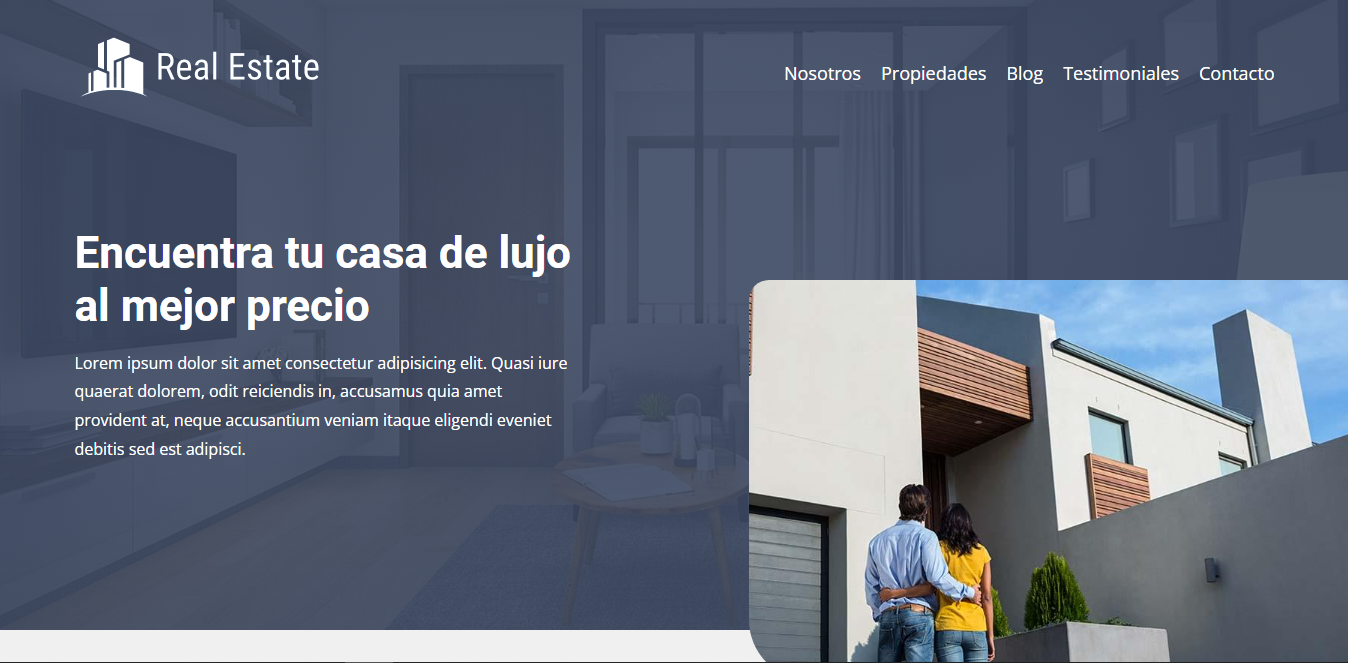 Real Estate
Nosotros Propiedades Blog Testimoniales Contacto
Encuentra tu casa de lujo
al mejor precio
Lorem ipsum dolor sit amet consectetur adipisicing elit. Quasi iure
quaerat dolorem, odit reiciendis in, accusamus quia amet
provident at, neque accusantium veniam itaque eligendi eveniet
debitis sed est adipisci.